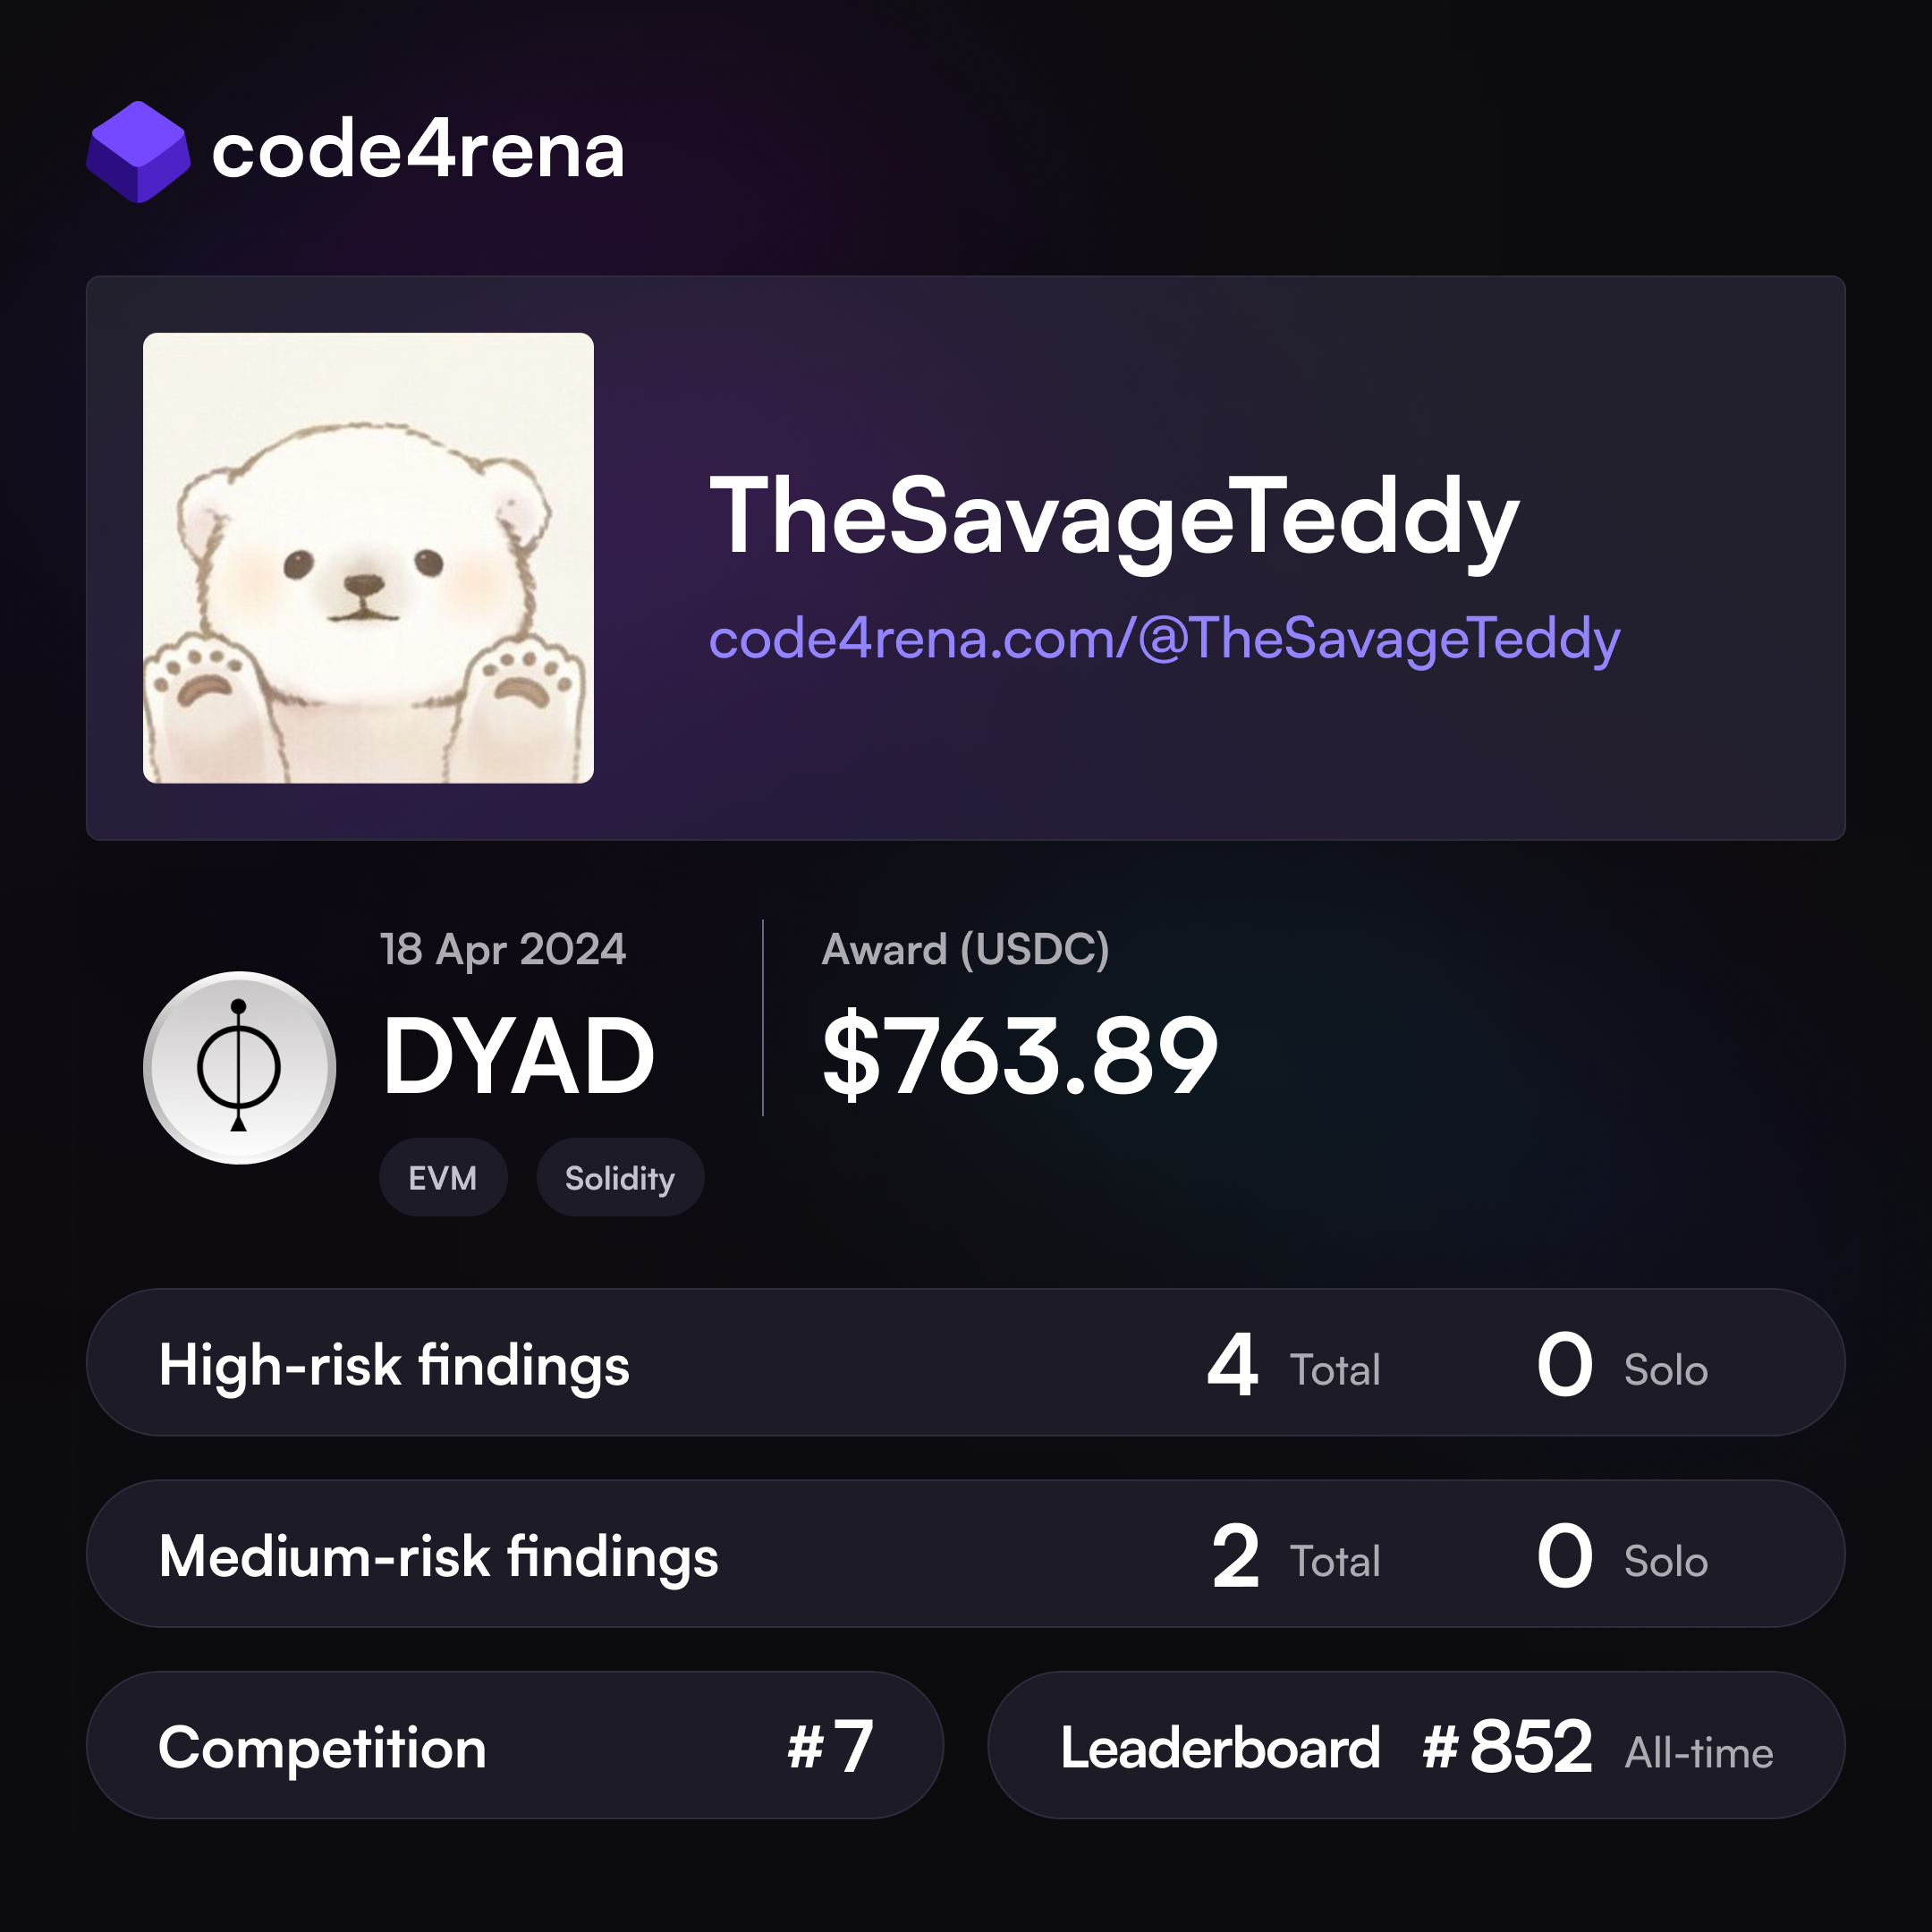 code4rena
TheSavageTeddy
code4rena.com/@TheSavageTeddy
18 Apr 2024
DYAD
EVM Solidity
Award (USDC)
$763.89
High-risk findings 4 Total 0 Solo
Medium-risk findings 2 Total 0 Solo
Competition #7
Leaderboard #852 All-time